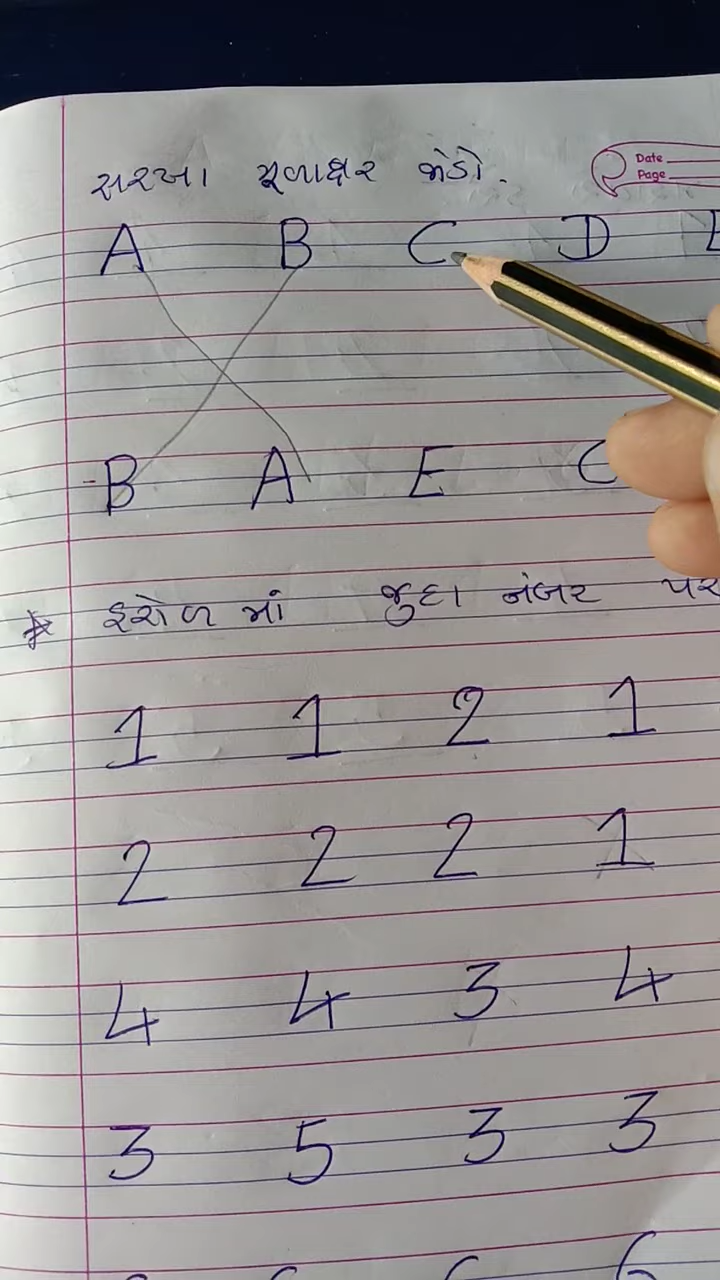 સરખા મૂળાક્ષર જોડો.
Date
Page
A B C D
B A E C
હરોળ માં જુદા નંબર પર
1 1 2 1
2 2 2 1
4 4 3 4
3 5 3 3